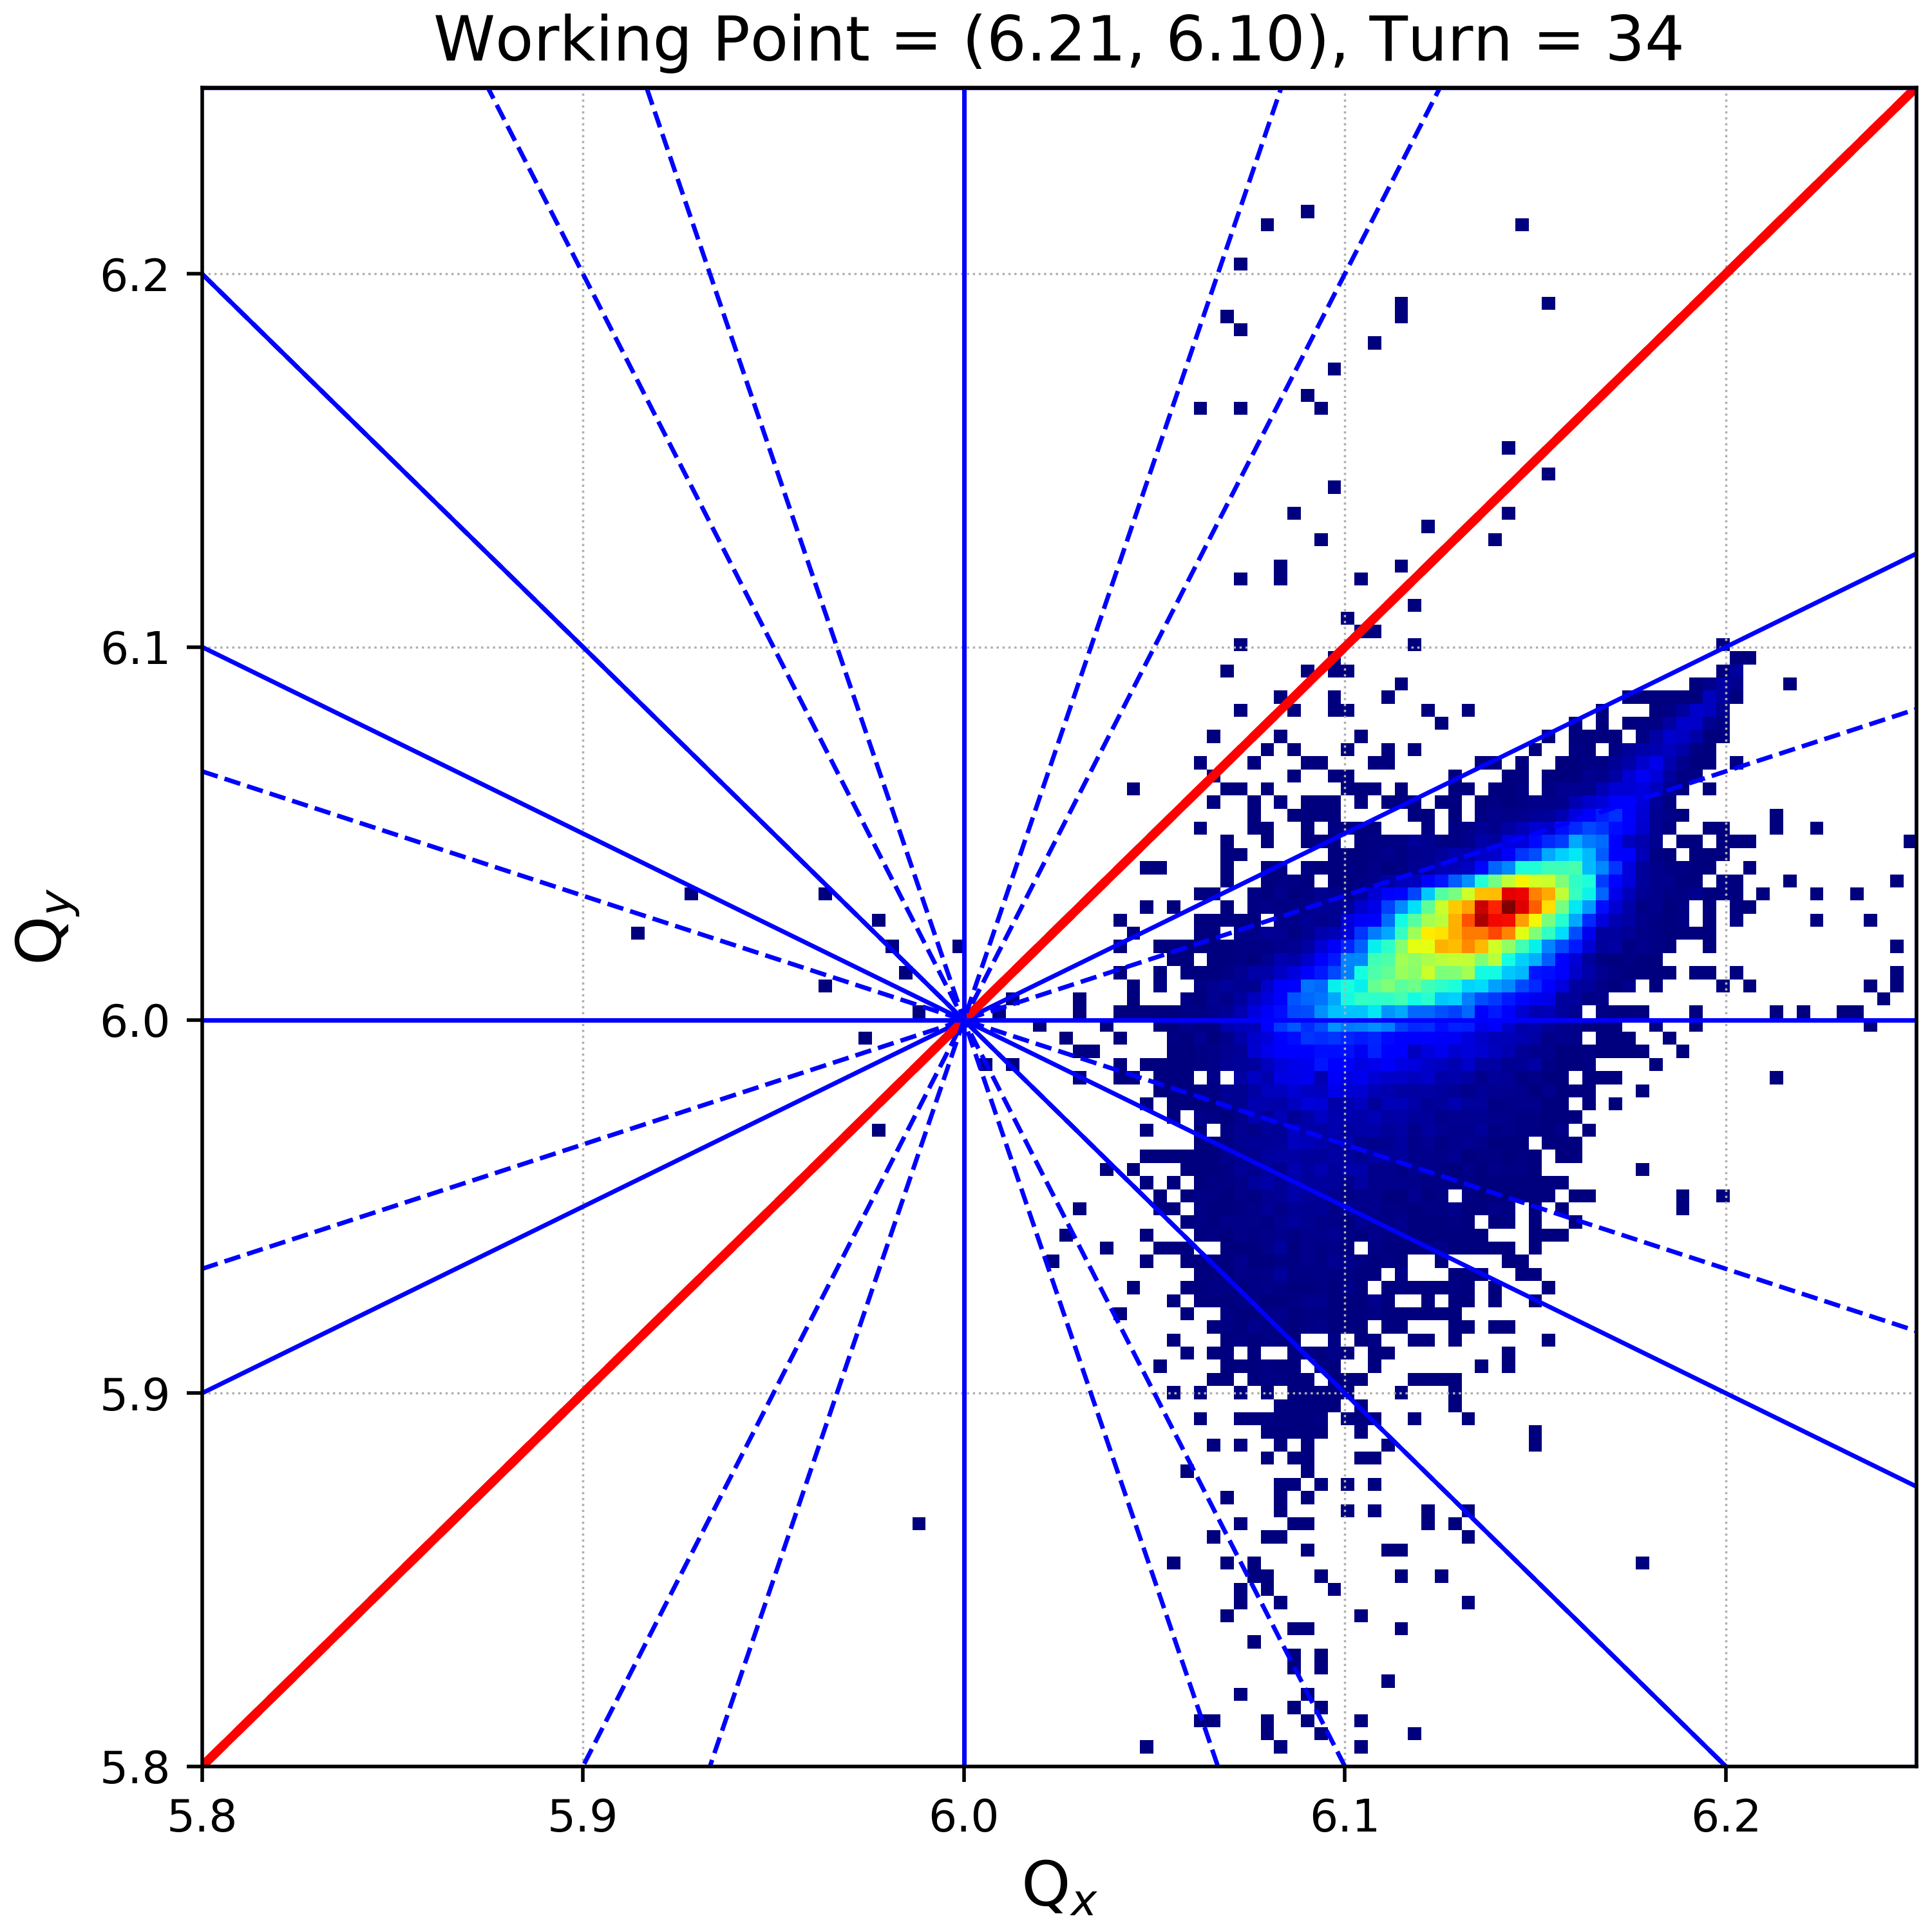 Working Point = (6.21, 6.10), Turn = 34
6.2
6.1
6.0
5.9
5.8
Qy
5.8 5.9 6.0 6.1 6.2
Qx